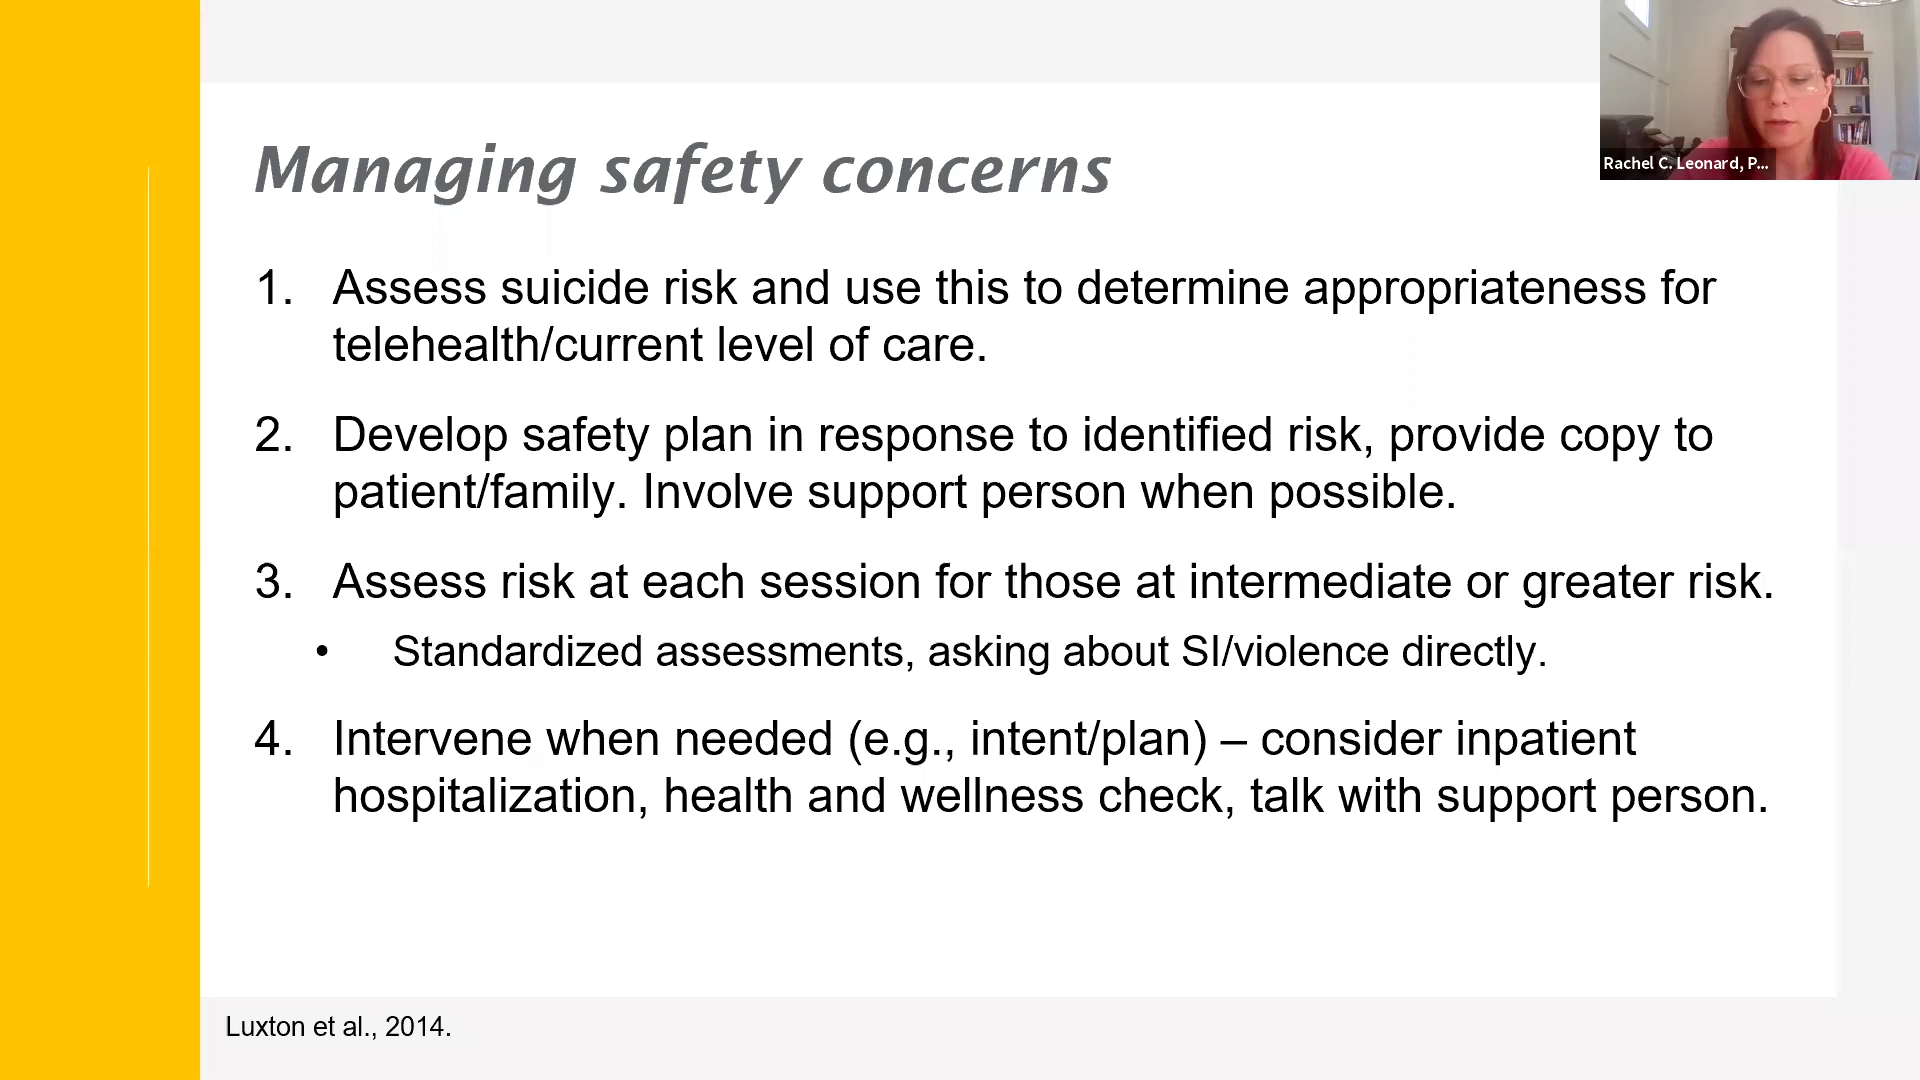 Managing safety concerns
1. Assess suicide risk and use this to determine appropriateness for
telehealth/current level of care.
2. Develop safety plan in response to identified risk, provide copy to
patient/family. Involve support person when possible.
3. Assess risk at each session for those at intermediate or greater risk.
• Standardized assessments, asking about SI/violence directly.
4. Intervene when needed (e.g., intent/plan) – consider inpatient
hospitalization, health and wellness check, talk with support person.
Luxton et al., 2014.
Rachel C. Leonard, P...